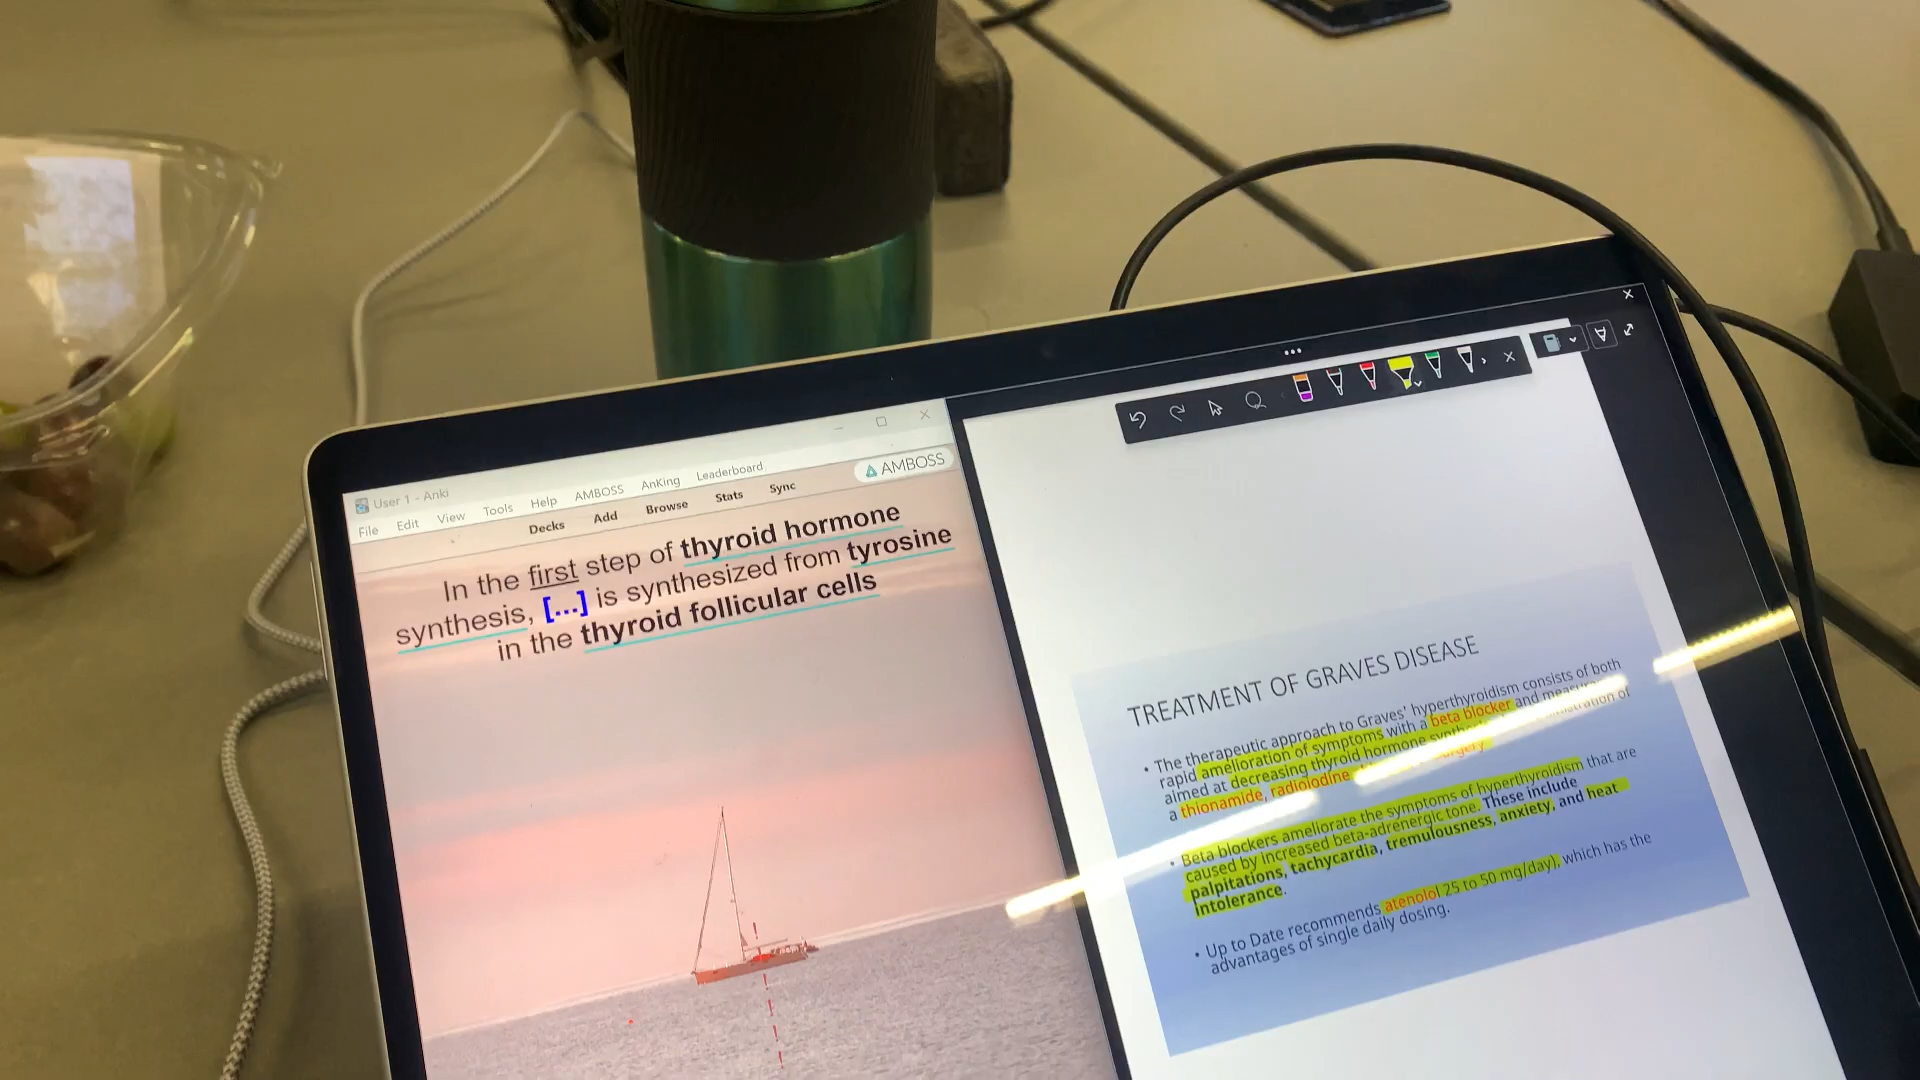 User 1 - Anki
File Edit View Tools Help AMBOSS AnKing Leaderboard
Decks Add Browse Stats Sync
AMBOSS
In the first step of thyroid hormone
synthesis, [...] is synthesized from tyrosine
in the thyroid follicular cells
TREATMENT OF GRAVES DISEASE
• The therapeutic approach to Graves' hyperthyroidism consists of both
rapid amelioration of symptoms with a beta blocker and
aimed at decreasing thyroid hormone of
a thionamide, radioiodine surgery
• Beta blockers ameliorate the symptoms of hyperthyroidism that are
caused by increased beta-adrenergic tone. These include
palpitations, tachycardia, tremulousness, anxiety, and heat
intolerance.
• Up to Date recommends atenolol 25 to 50 mg/day), which has the
advantages of single daily dosing.